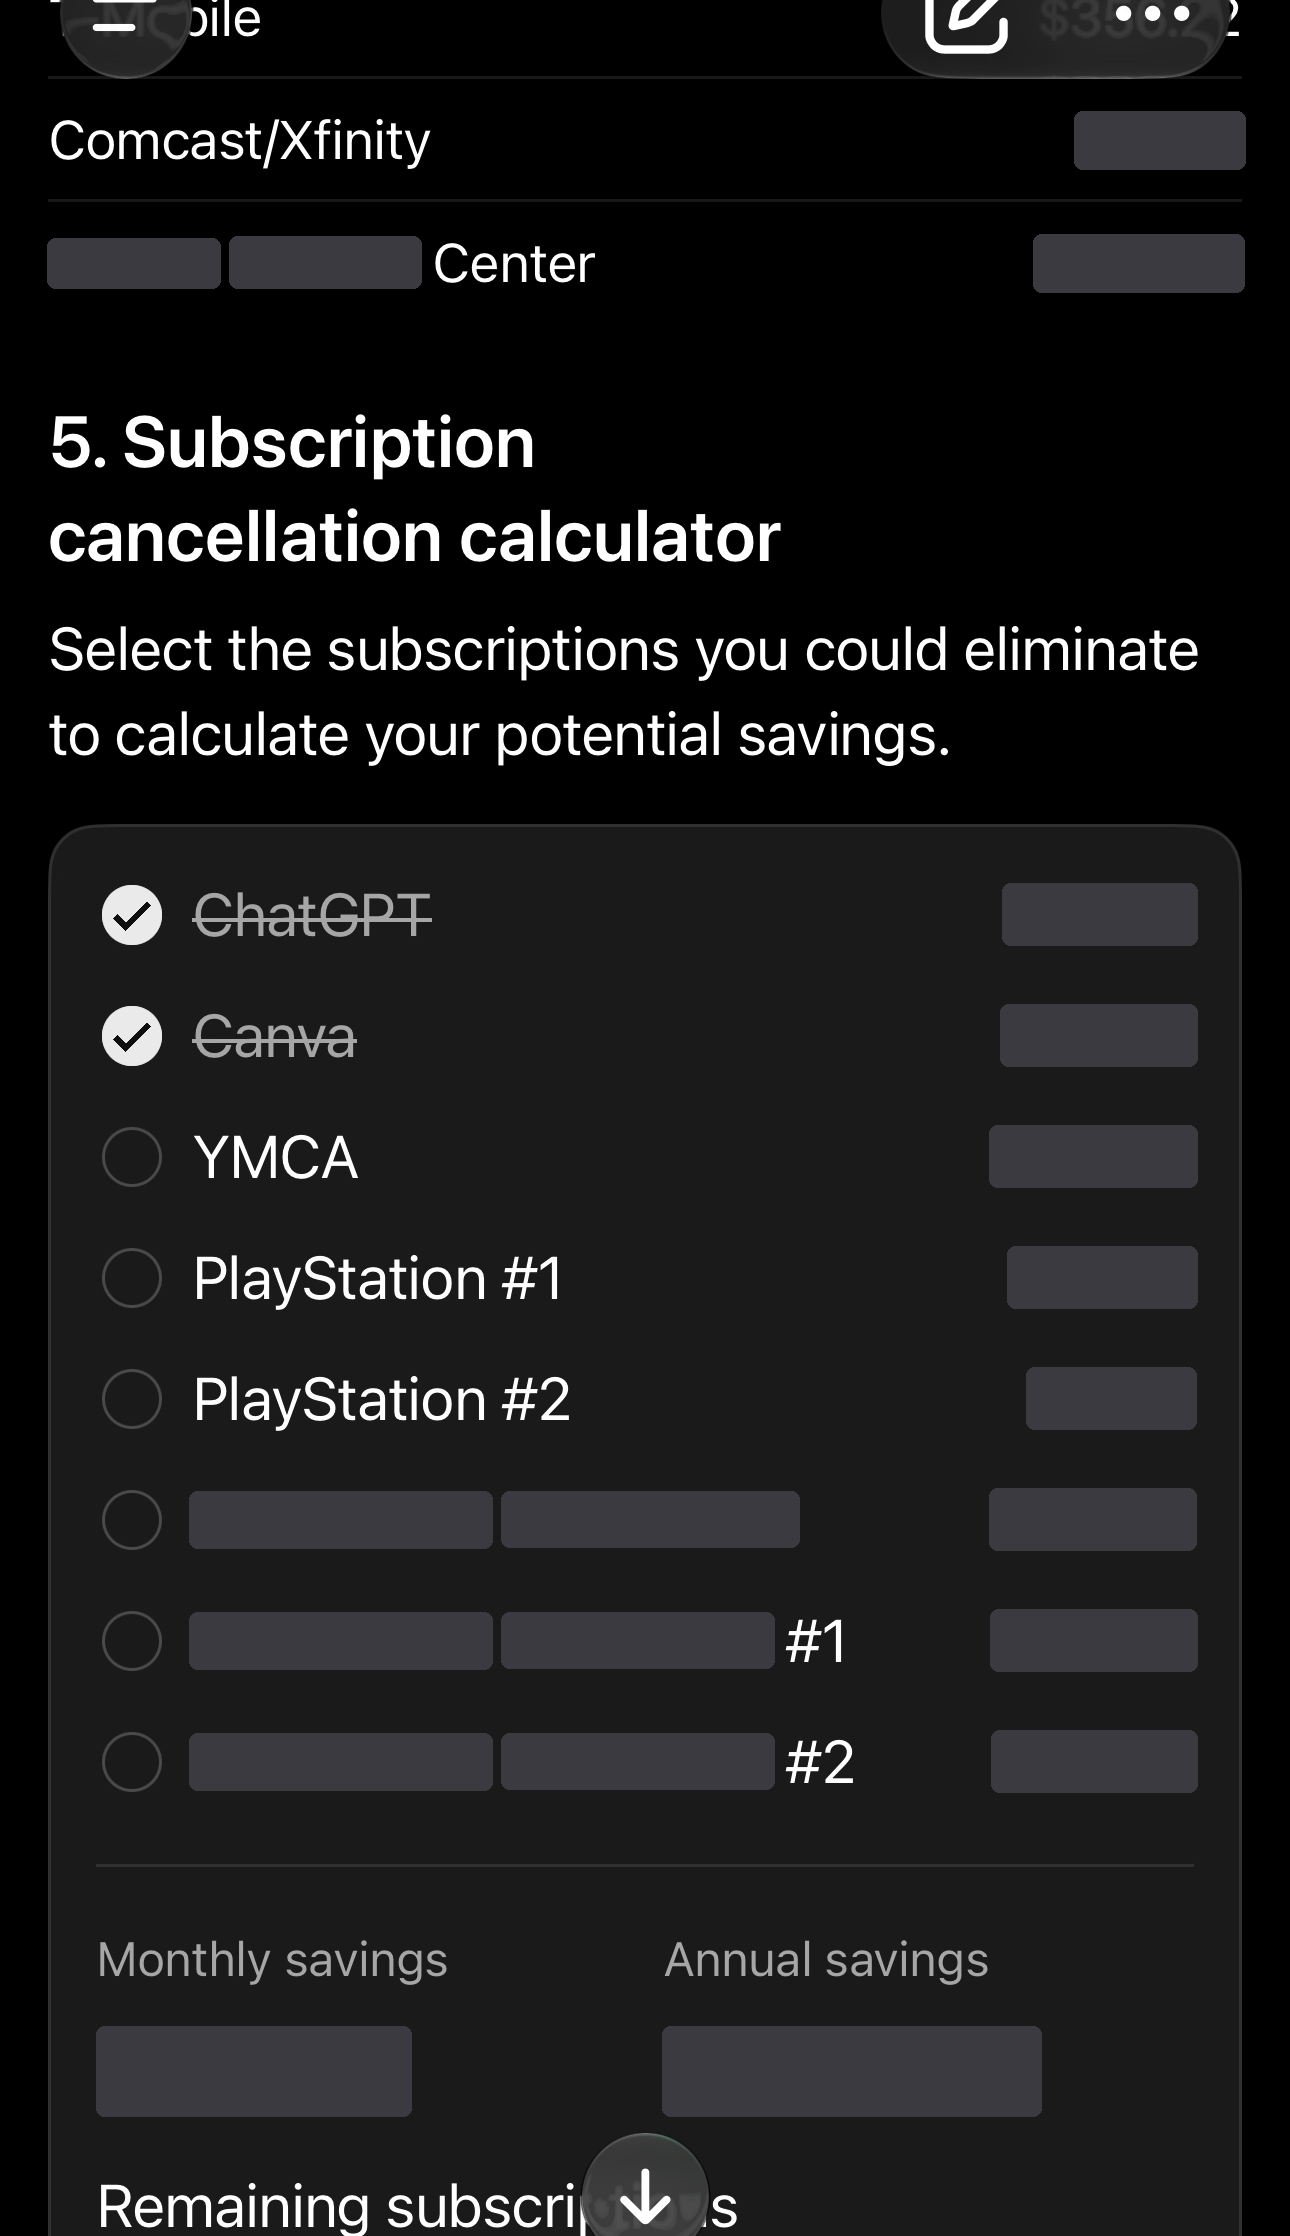 Comcast/Xfinity
Center
5. Subscription
cancellation calculator
Select the subscriptions you could eliminate
to calculate your potential savings.
ChatGPT
Canva
YMCA
PlayStation #1
PlayStation #2
#1
#2
Monthly savings
Annual savings
Remaining